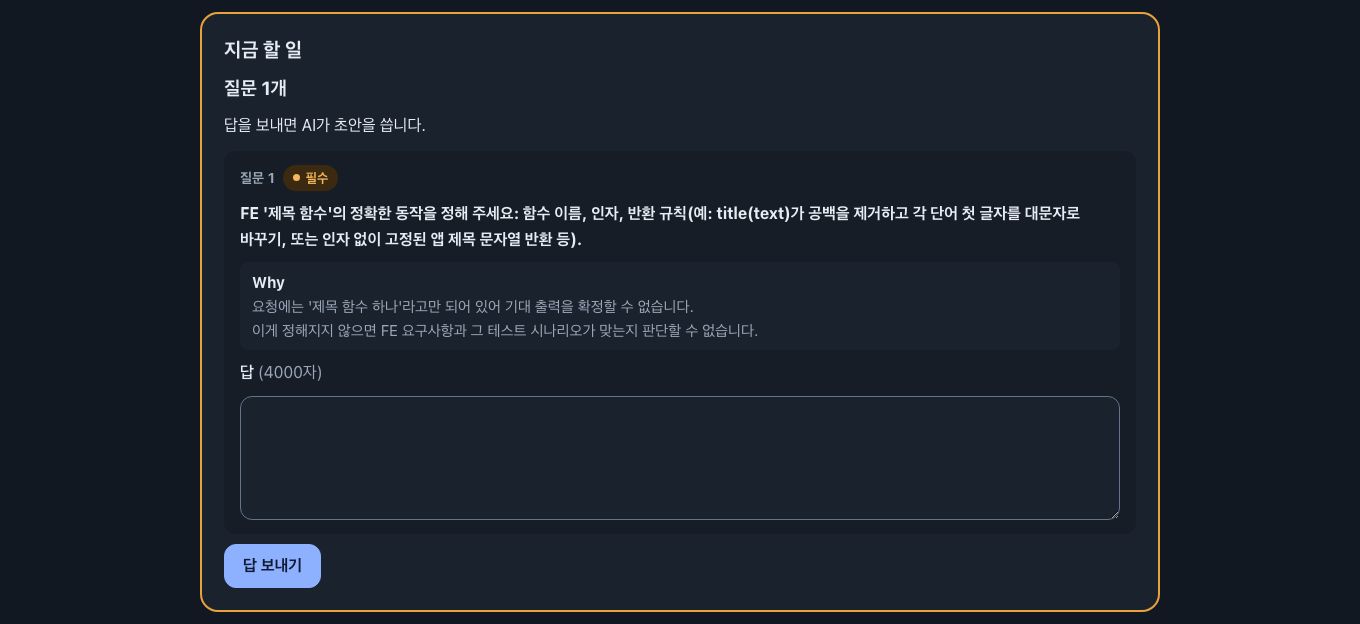 지금 할 일
질문 1개
답을 보내면 AI가 초안을 씁니다.
질문 1 필수
FE '제목 함수'의 정확한 동작을 정해 주세요: 함수 이름, 인자, 반환 규칙(예: title(text)가 공백을 제거하고 각 단어 첫 글자를 대문자로
바꾸기, 또는 인자 없이 고정된 앱 제목 문자열 반환 등).
Why
요청에는 '제목 함수 하나'라고만 되어 있어 기대 출력을 확정할 수 없습니다.
이게 정해지지 않으면 FE 요구사항과 그 테스트 시나리오가 맞는지 판단할 수 없습니다.
답 (4000자)
답 보내기